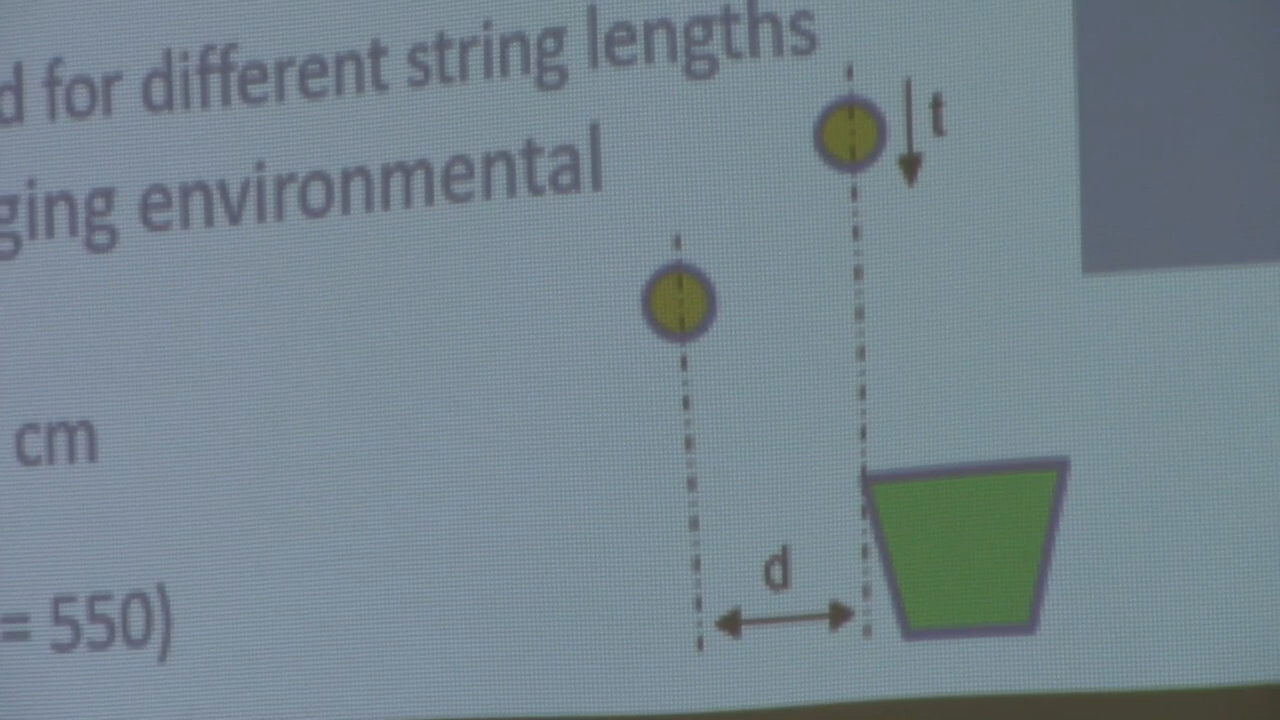 d for different string lengths
t
ging environmental
cm
d
= 550)